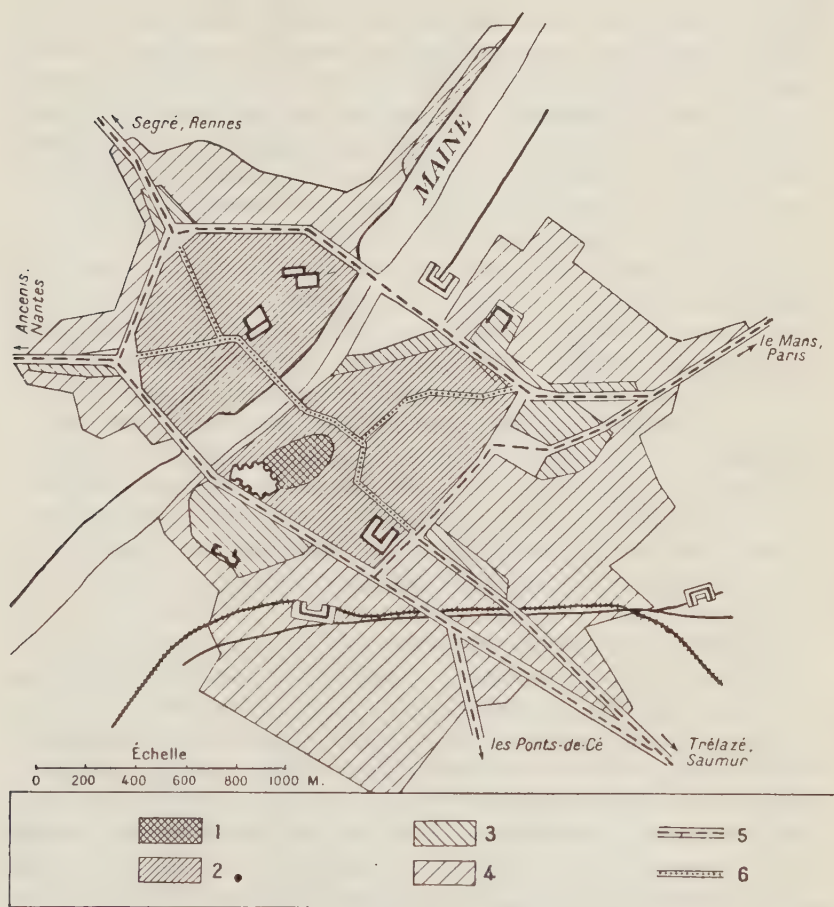 Segré, Rennes
MAINE
Ancenis,
Nantes
le Mans,
Paris
Échelle
0 200 400 600 800 1000 M.
les Ponts-de-Cé
Trélazé,
Saumur
1
3
5
2
4
6